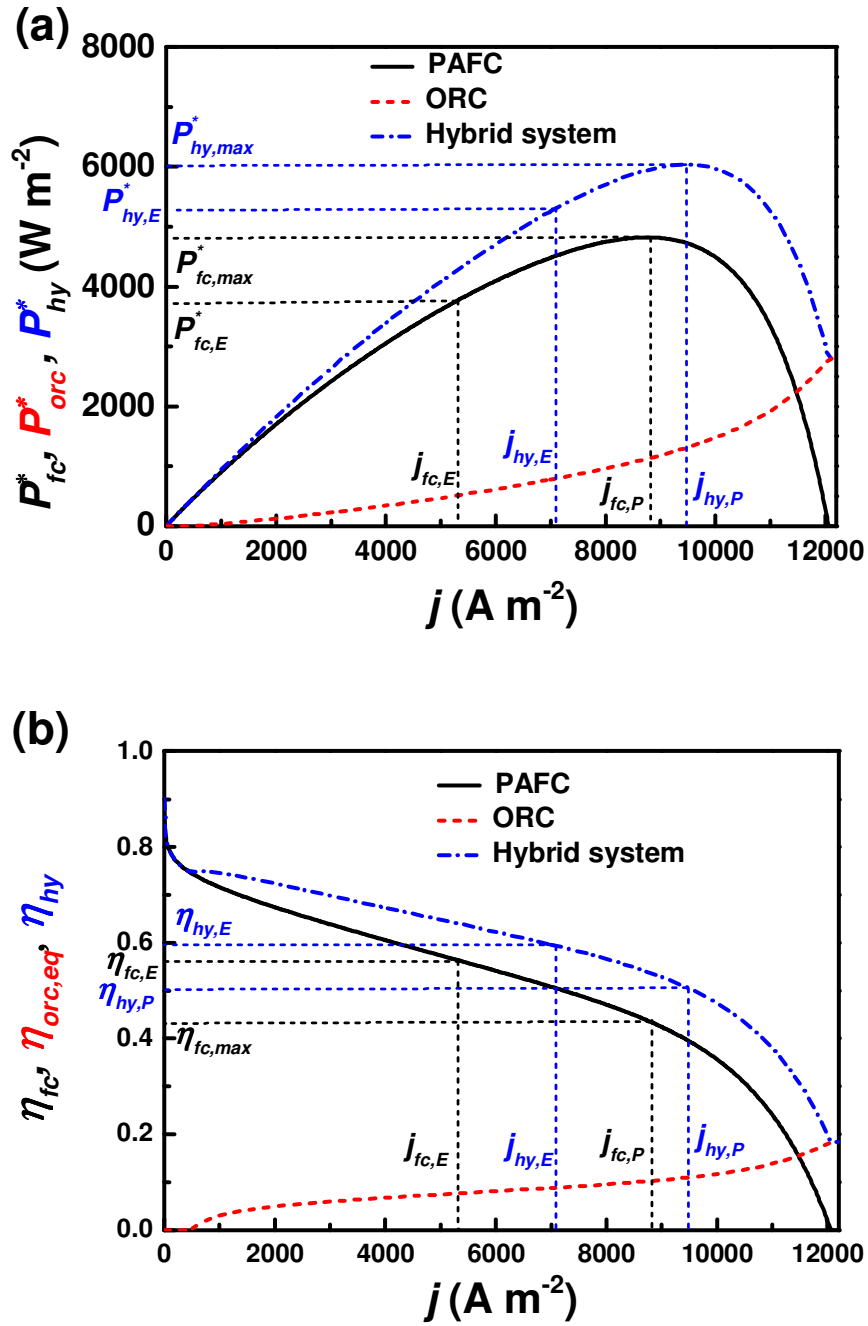 (a)
8000
6000
4000
2000
0
P*fc, P*orc, P*hy (W m-2)
PAFC
ORC
Hybrid system
P*hy,max
P*hy,E
P*fc,max
P*fc,E
jfc,E
jhy,E
jfc,P
jhy,P
0 2000 4000 6000 8000 10000 12000
j (A m-2)
(b)
1.0
0.8
0.6
0.4
0.2
0.0
ηfc, ηorc,eq, ηhy
PAFC
ORC
Hybrid system
ηhy,E
ηfc,E
ηhy,P
ηfc,max
jfc,E
jhy,E
jfc,P
jhy,P
0 2000 4000 6000 8000 10000 12000
j (A m-2)